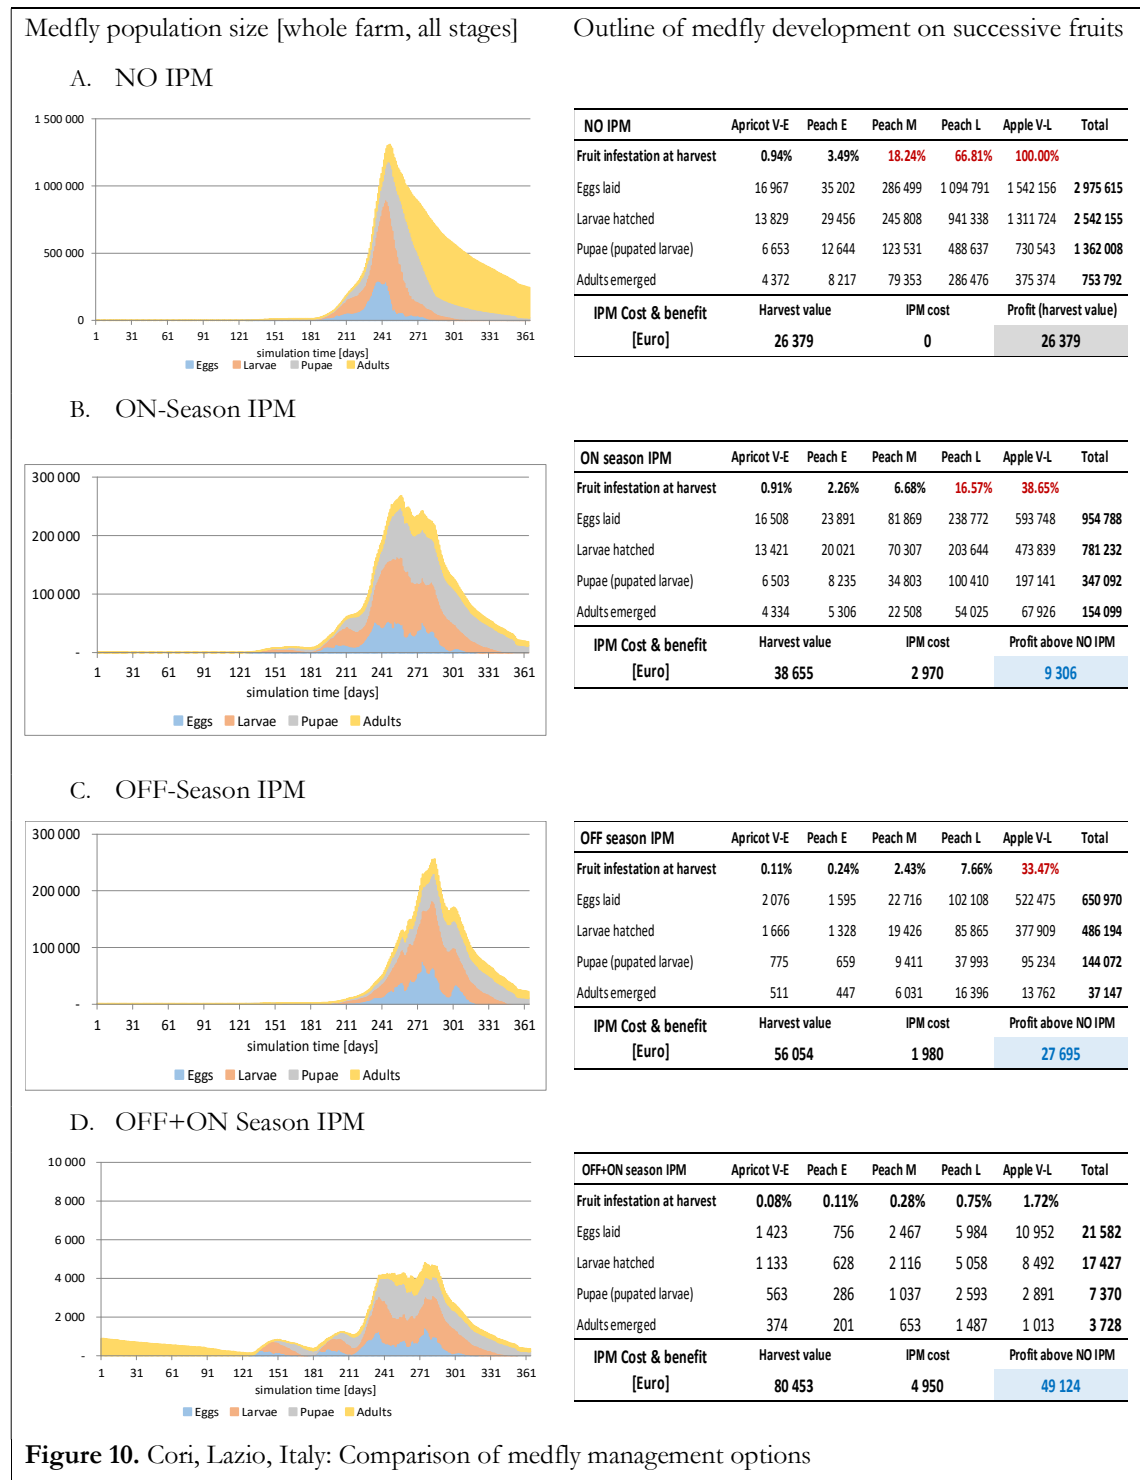 Medfly population size [whole farm, all stages] Outline of medfly development on successive fruits
A. NO IPM
1 500 000
1 000 000
500 000
0
1 31 61 91 121 151 181 211 241 271 301 331 361
simulation time [days]
Eggs Larvae Pupae Adults
NO IPM Apricot V-E Peach E Peach M Peach L Apple V-L Total
Fruit infestation at harvest 0.94% 3.49% 18.24% 66.81% 100.00%
Eggs laid 16 967 35 202 286 499 1 094 791 1 542 156 2 975 615
Larvae hatched 13 829 29 456 245 808 941 338 1 311 724 2 542 155
Pupae (pupated larvae) 6 653 12 644 123 531 488 637 730 543 1 362 008
Adults emerged 4 372 8 217 79 353 286 476 375 374 753 792
IPM Cost & benefit Harvest value IPM cost Profit (harvest value)
[Euro] 26 379 0 26 379
B. ON-Season IPM
300 000
200 000
100 000
-
1 31 61 91 121 151 181 211 241 271 301 331 361
simulation time [days]
Eggs Larvae Pupae Adults
ON season IPM Apricot V-E Peach E Peach M Peach L Apple V-L Total
Fruit infestation at harvest 0.91% 2.26% 6.68% 16.57% 38.65%
Eggs laid 16 508 23 891 81 869 238 772 593 748 954 788
Larvae hatched 13 421 20 021 70 307 203 644 473 839 781 232
Pupae (pupated larvae) 6 503 8 235 34 803 100 410 197 141 347 092
Adults emerged 4 334 5 306 22 508 54 025 67 926 154 099
IPM Cost & benefit Harvest value IPM cost Profit above NO IPM
[Euro] 38 655 2 970 9 306
C. OFF-Season IPM
300 000
200 000
100 000
-
1 31 61 91 121 151 181 211 241 271 301 331 361
simulation time [days]
Eggs Larvae Pupae Adults
OFF season IPM Apricot V-E Peach E Peach M Peach L Apple V-L Total
Fruit infestation at harvest 0.11% 0.24% 2.43% 7.66% 33.47%
Eggs laid 2 076 1 595 22 716 102 108 522 475 650 970
Larvae hatched 1 666 1 328 19 426 85 865 377 909 486 194
Pupae (pupated larvae) 775 659 9 411 37 993 95 234 144 072
Adults emerged 511 447 6 031 16 396 13 762 37 147
IPM Cost & benefit Harvest value IPM cost Profit above NO IPM
[Euro] 56 054 1 980 27 695
D. OFF+ON Season IPM
10 000
8 000
6 000
4 000
2 000
-
1 31 61 91 121 151 181 211 241 271 301 331 361
simulation time [days]
Eggs Larvae Pupae Adults
OFF+ON season IPM Apricot V-E Peach E Peach M Peach L Apple V-L Total
Fruit infestation at harvest 0.08% 0.11% 0.28% 0.75% 1.72%
Eggs laid 1 423 756 2 467 5 984 10 952 21 582
Larvae hatched 1 133 628 2 116 5 058 8 492 17 427
Pupae (pupated larvae) 563 286 1 037 2 593 2 891 7 370
Adults emerged 374 201 653 1 487 1 013 3 728
IPM Cost & benefit Harvest value IPM cost Profit above NO IPM
[Euro] 80 453 4 950 49 124
Figure 10. Cori, Lazio, Italy: Comparison of medfly management options